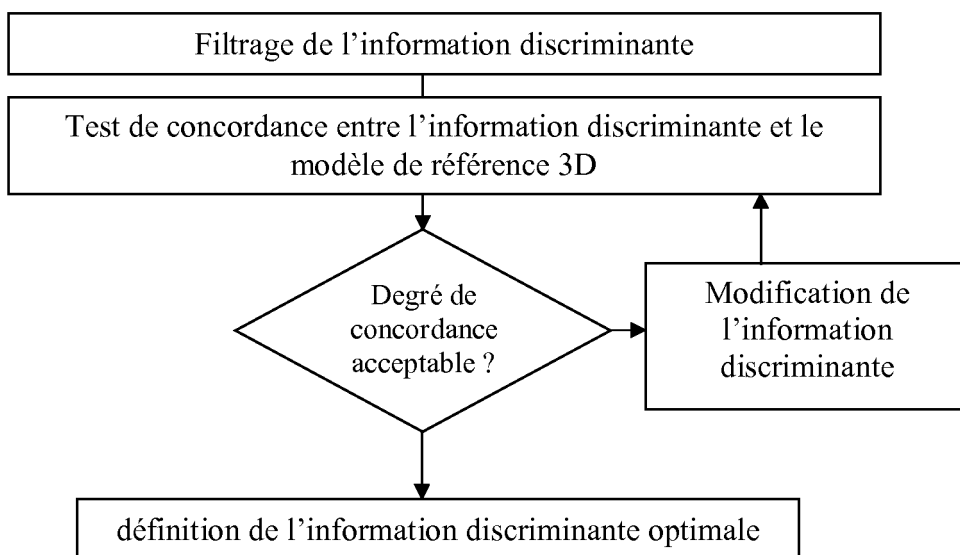 Filtrage de l’information discriminante
Test de concordance entre l’information discriminante et le
modèle de référence 3D
Degré de
concordance
acceptable ?
Modification de
l’information
discriminante
définition de l’information discriminante optimale